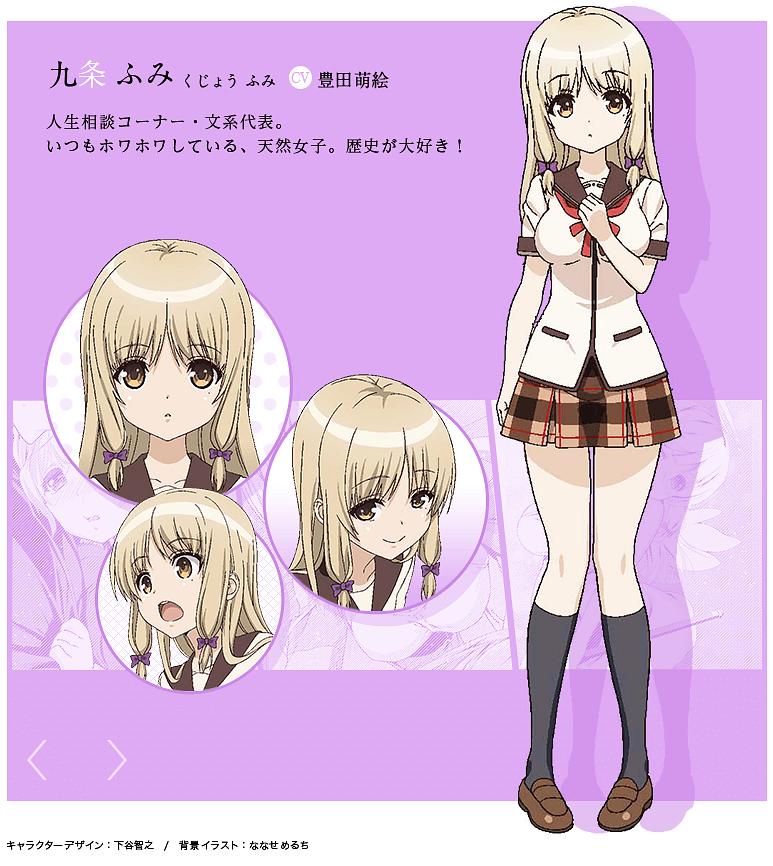 九条 ふみ くじょう ふみ CV 豊田萌絵
人生相談コーナー・文系代表。
いつもホワホワしている、天然女子。歴史が大好き！
キャラクターデザイン：下谷智之 / 背景イラスト：ななせめるち